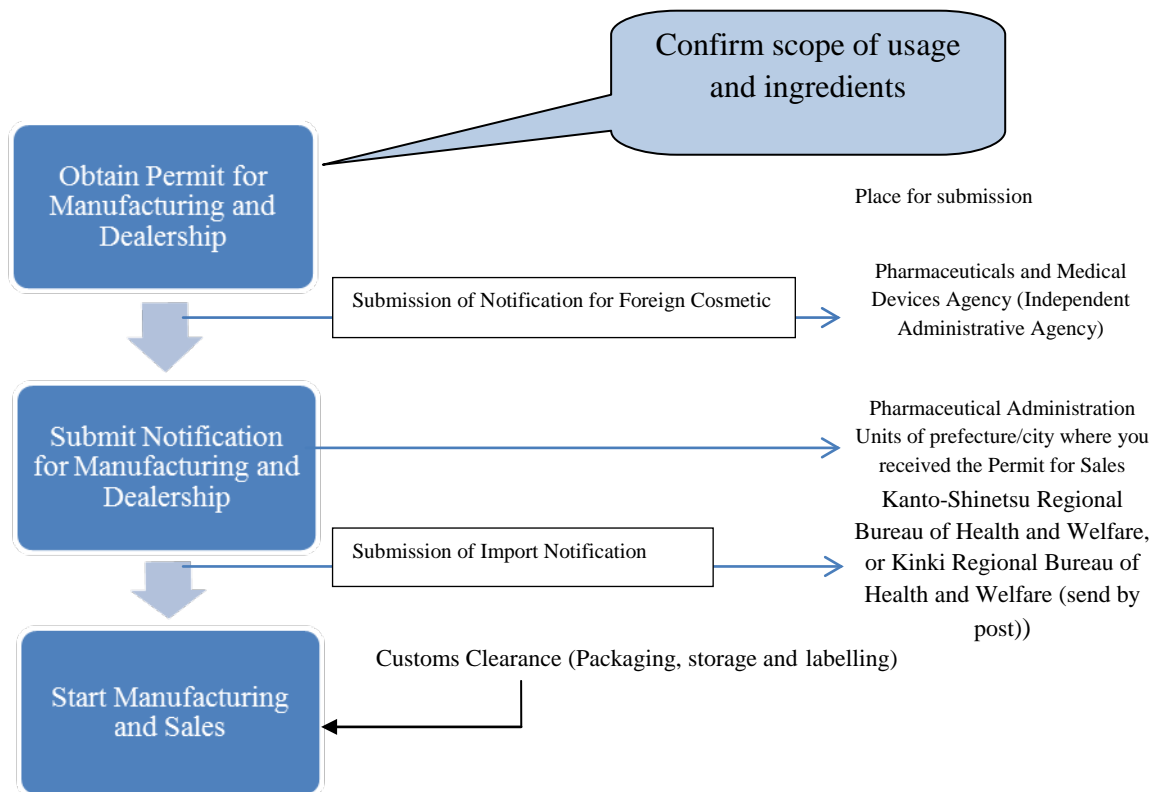 Confirm scope of usage
and ingredients
Obtain Permit for
Manufacturing and
Dealership
Place for submission
Submission of Notification for Foreign Cosmetic
Pharmaceuticals and Medical
Devices Agency (Independent
Administrative Agency)
Submit Notification
for Manufacturing and
Dealership
Pharmaceutical Administration
Units of prefecture/city where you
received the Permit for Sales
Submission of Import Notification
Kanto-Shinetsu Regional
Bureau of Health and Welfare,
or Kinki Regional Bureau of
Health and Welfare (send by
post))
Customs Clearance (Packaging, storage and labelling)
Start Manufacturing
and Sales